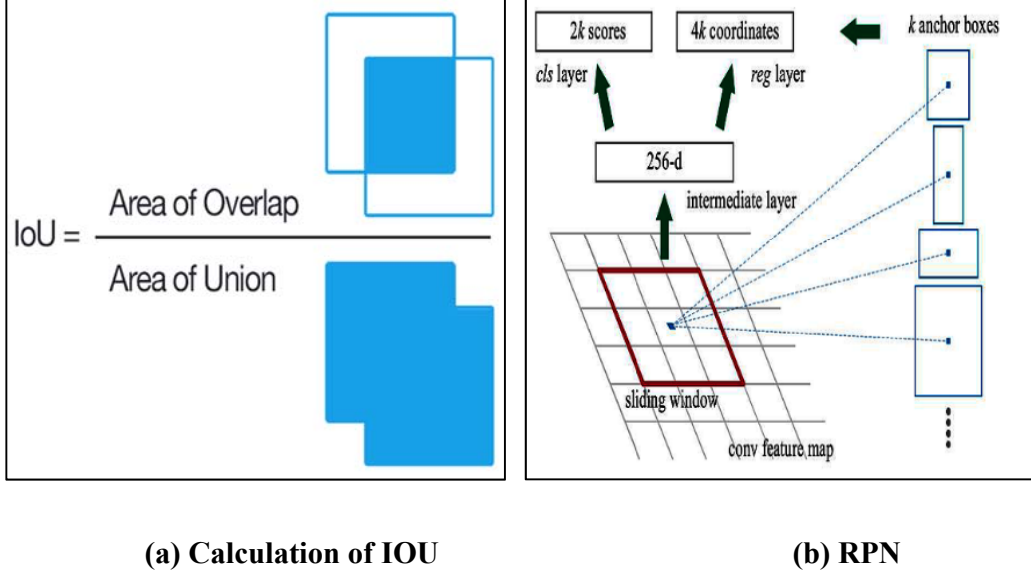 IoU =
Area of Overlap
Area of Union
2k scores
4k coordinates
k anchor boxes
cls layer
reg layer
256-d
intermediate layer
sliding window
conv feature map
(a) Calculation of IOU
(b) RPN